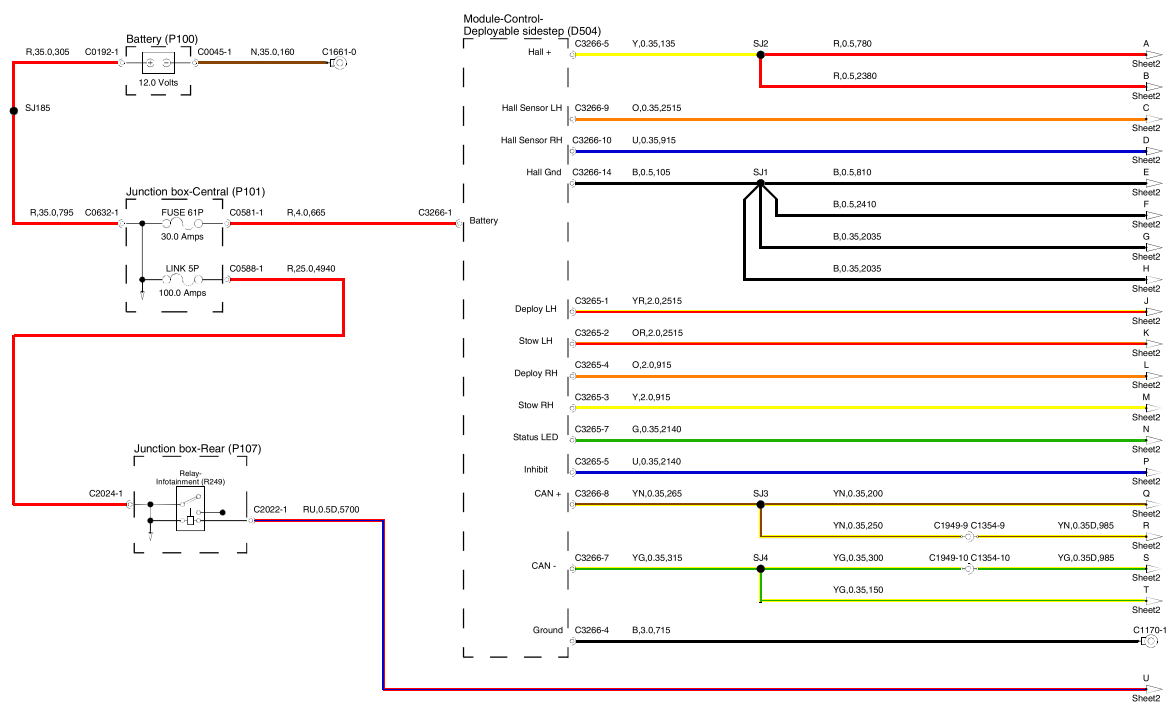 Battery (P100)
R,35.0,305
C0192-1
C0045-1
N,35.0,160
C1661-0
12.0 Volts
SJ185
Junction box-Central (P101)
R,35.0,795
C0632-1
FUSE 61P
30.0 Amps
C0581-1
R,4.0,665
C3266-1
Battery
LINK 5P
100.0 Amps
C0588-1
R,25.0,4940
Junction box-Rear (P107)
Relay-
Infotainment (R249)
C2024-1
C2022-1
RU,0.5D,5700
Module-Control-
Deployable sidestep (D504)
Hall +
C3266-5
Y,0.35,135
SJ2
R,0.5,780
A
Sheet2
R,0.5,2380
B
Sheet2
Hall Sensor LH
C3266-9
O,0.35,2515
C
Sheet2
Hall Sensor RH
C3266-10
U,0.35,915
D
Sheet2
Hall Gnd
C3266-14
B,0.5,105
SJ1
B,0.5,810
E
Sheet2
B,0.5,2410
F
Sheet2
B,0.35,2035
G
Sheet2
B,0.35,2035
H
Sheet2
Deploy LH
C3265-1
YR,2.0,2515
J
Sheet2
Stow LH
C3265-2
OR,2.0,2515
K
Sheet2
Deploy RH
C3265-4
O,2.0,915
L
Sheet2
Stow RH
C3265-3
Y,2.0,915
M
Sheet2
Status LED
C3265-7
G,0.35,2140
N
Sheet2
Inhibit
C3265-5
U,0.35,2140
P
Sheet2
CAN +
C3266-8
YN,0.35,265
SJ3
YN,0.35,200
Q
Sheet2
YN,0.35,250
C1949-9 C1354-9
YN,0.35D,985
R
Sheet2
CAN -
C3266-7
YG,0.35,315
SJ4
YG,0.35,300
C1949-10 C1354-10
YG,0.35D,985
S
Sheet2
YG,0.35,150
T
Sheet2
Ground
C3266-4
B,3.0,715
C1170-1
U
Sheet2